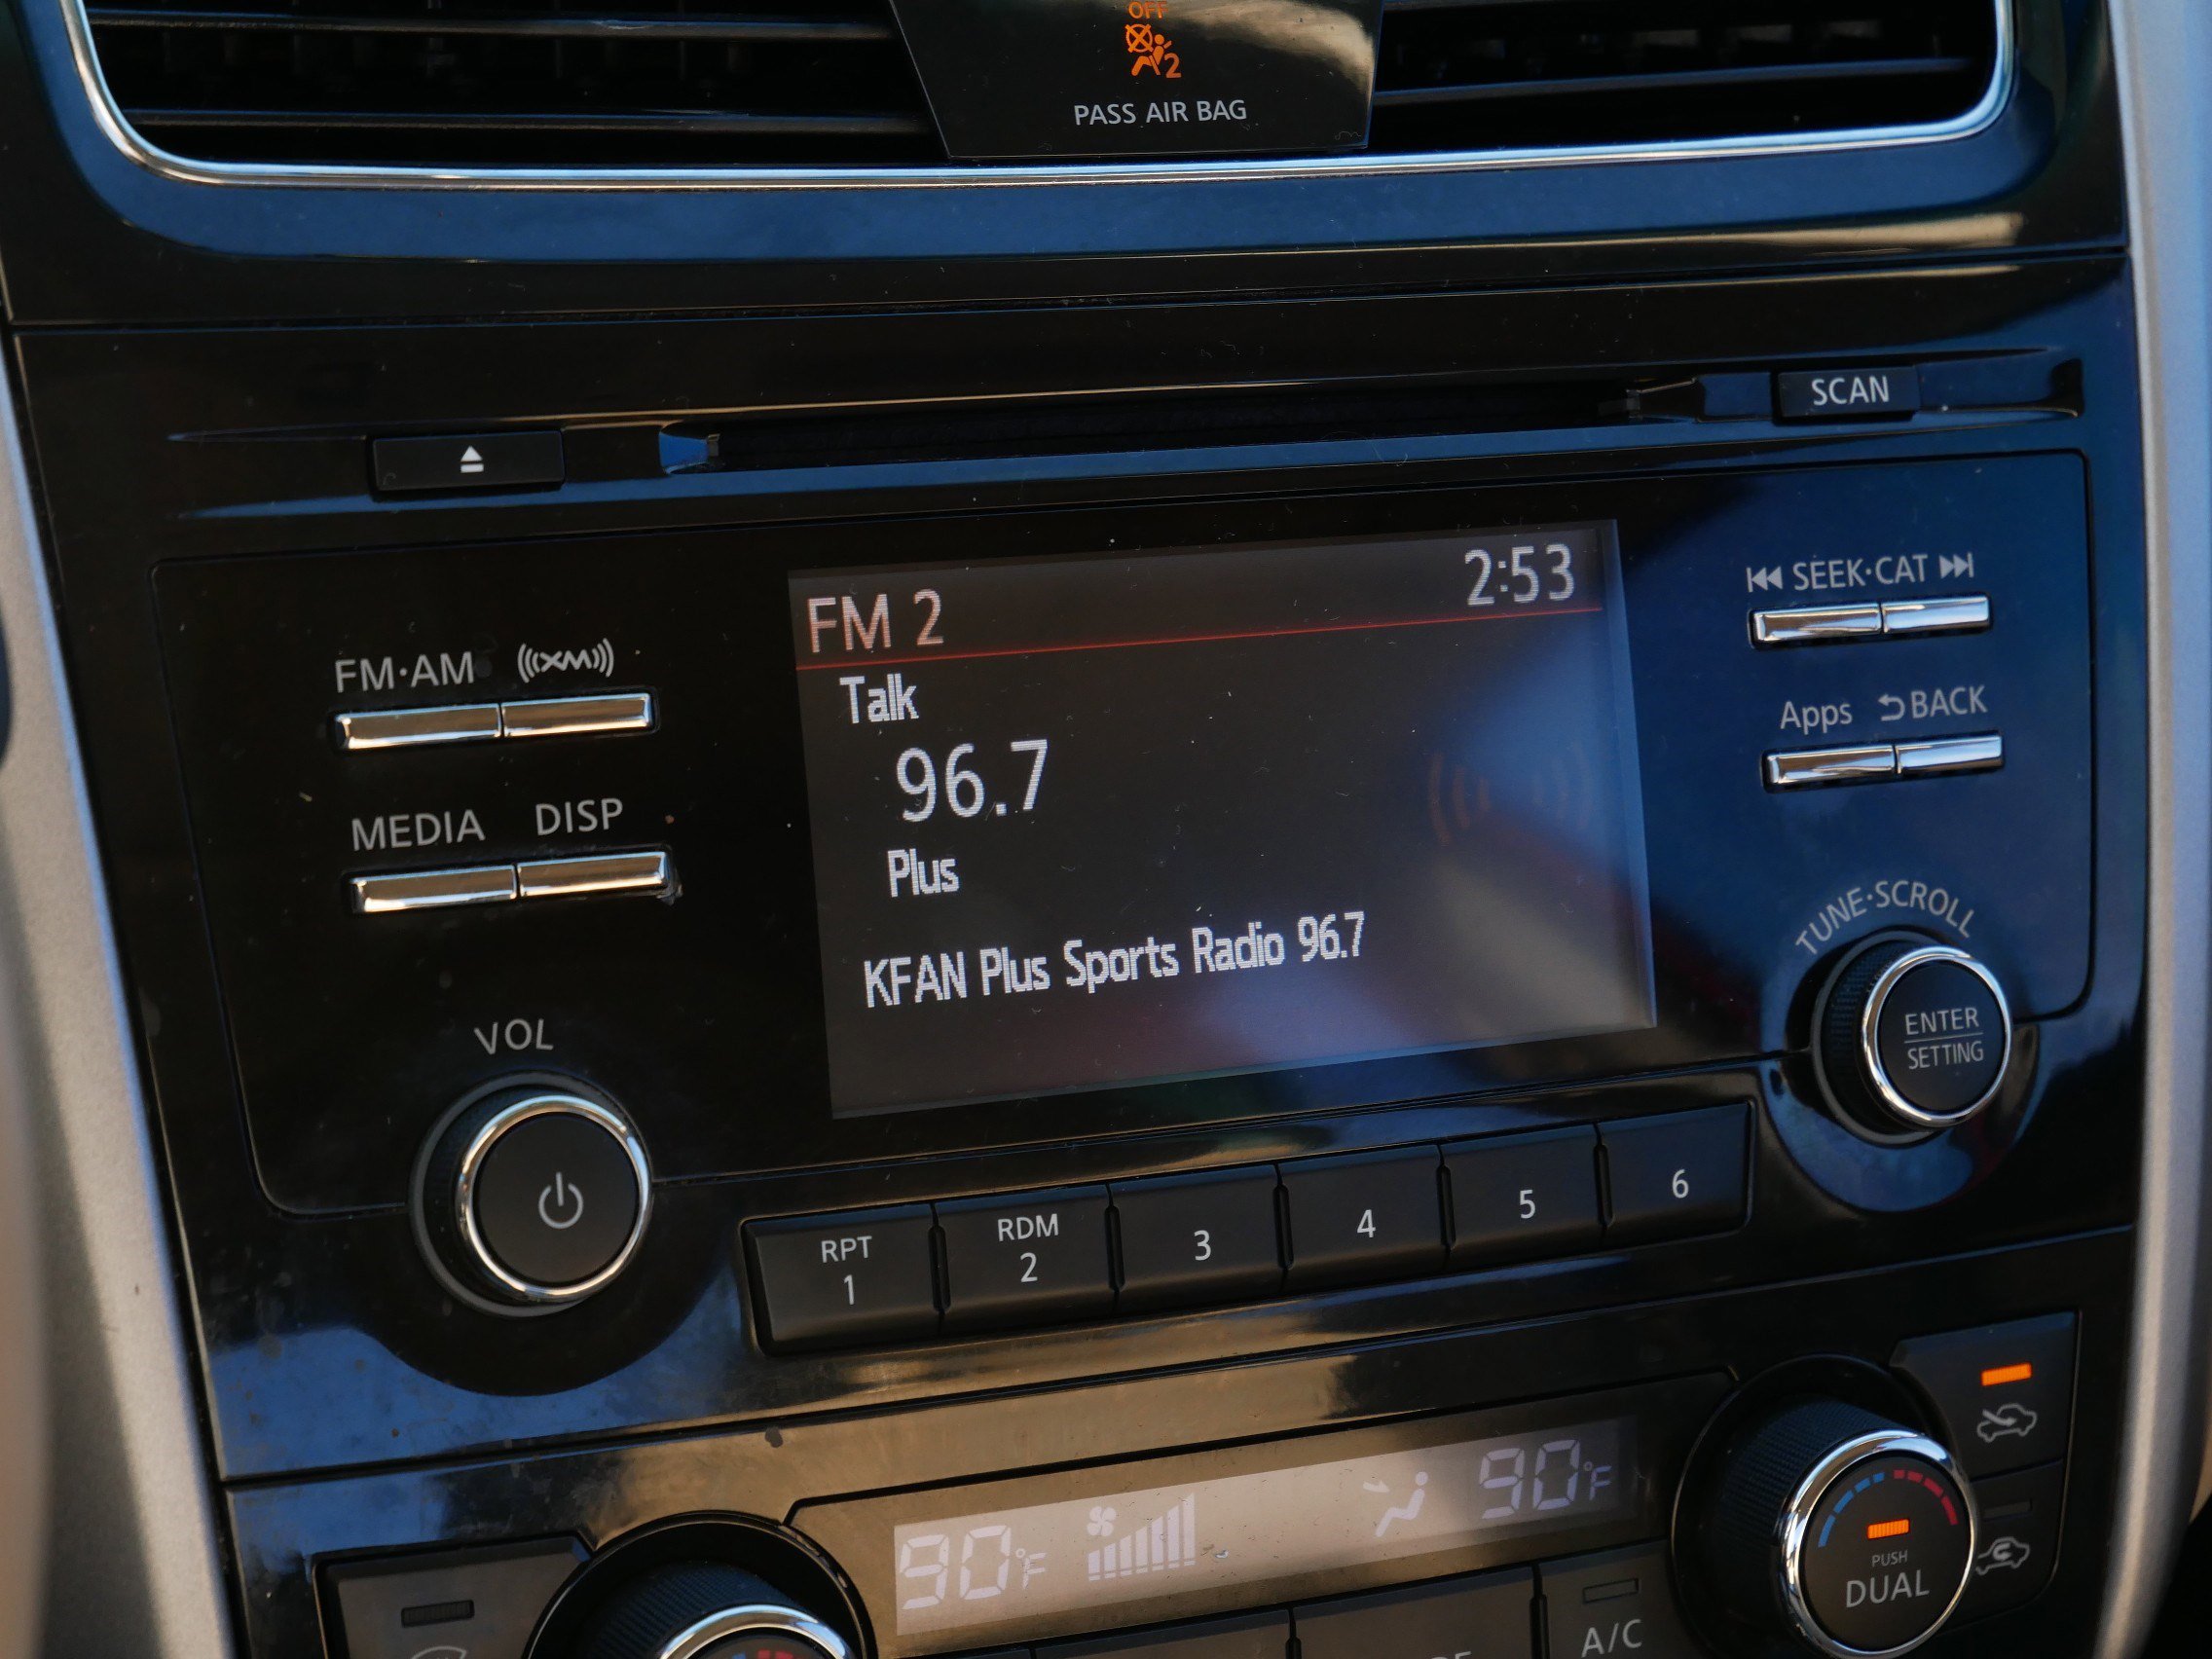 OFF
2
PASS AIR BAG
SCAN
FM 2 2:53
SEEK·CAT
FM·AM XM
Talk
Apps BACK
96.7
MEDIA DISP
Plus
TUNE·SCROLL
KFAN Plus Sports Radio 96.7
ENTER
SETTING
VOL
RPT
1
RDM
2
3
4
5
6
90°F
90°F
PUSH
DUAL
A/C